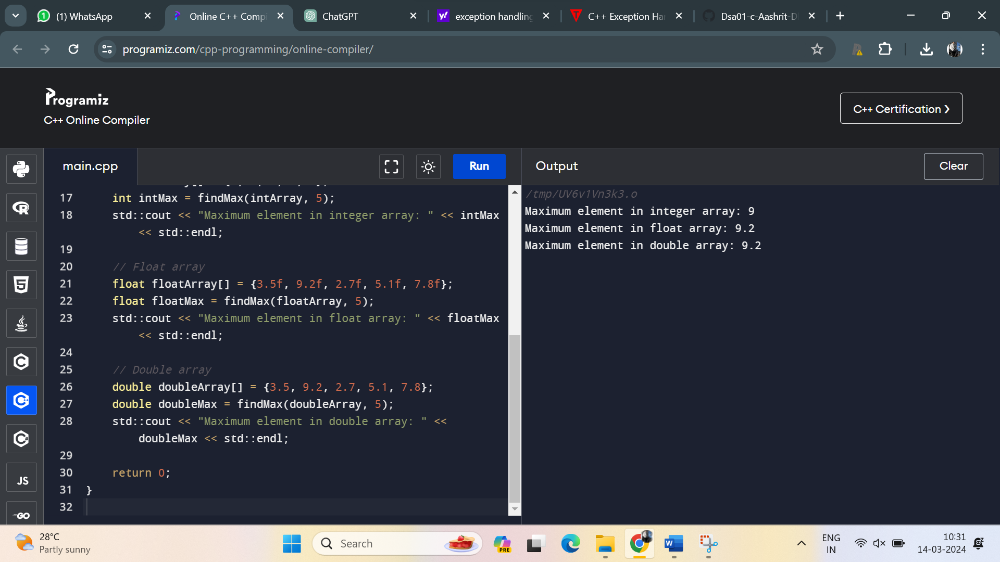 (1) WhatsApp
Online C++ Compi
ChatGPT
exception handling
C++ Exception Ha
Dsa01-c-Aashrit-D
programiz.com/cpp-programming/online-compiler/
Programiz
C++ Online Compiler
C++ Certification ❯
main.cpp
Run
Output
Clear
17 int intMax = findMax(intArray, 5);
18 std::cout << "Maximum element in integer array: " << intMax
<< std::endl;
19
20 // Float array
21 float floatArray[] = {3.5f, 9.2f, 2.7f, 5.1f, 7.8f};
22 float floatMax = findMax(floatArray, 5);
23 std::cout << "Maximum element in float array: " << floatMax
<< std::endl;
24
25 // Double array
26 double doubleArray[] = {3.5, 9.2, 2.7, 5.1, 7.8};
27 double doubleMax = findMax(doubleArray, 5);
28 std::cout << "Maximum element in double array: " <<
doubleMax << std::endl;
29
30 return 0;
31 }
32
/tmp/UV6v1Vn3k3.o
Maximum element in integer array: 9
Maximum element in float array: 9.2
Maximum element in double array: 9.2
JS
GO
28°C
Partly sunny
Search
PRE
ENG
IN
10:31
14-03-2024